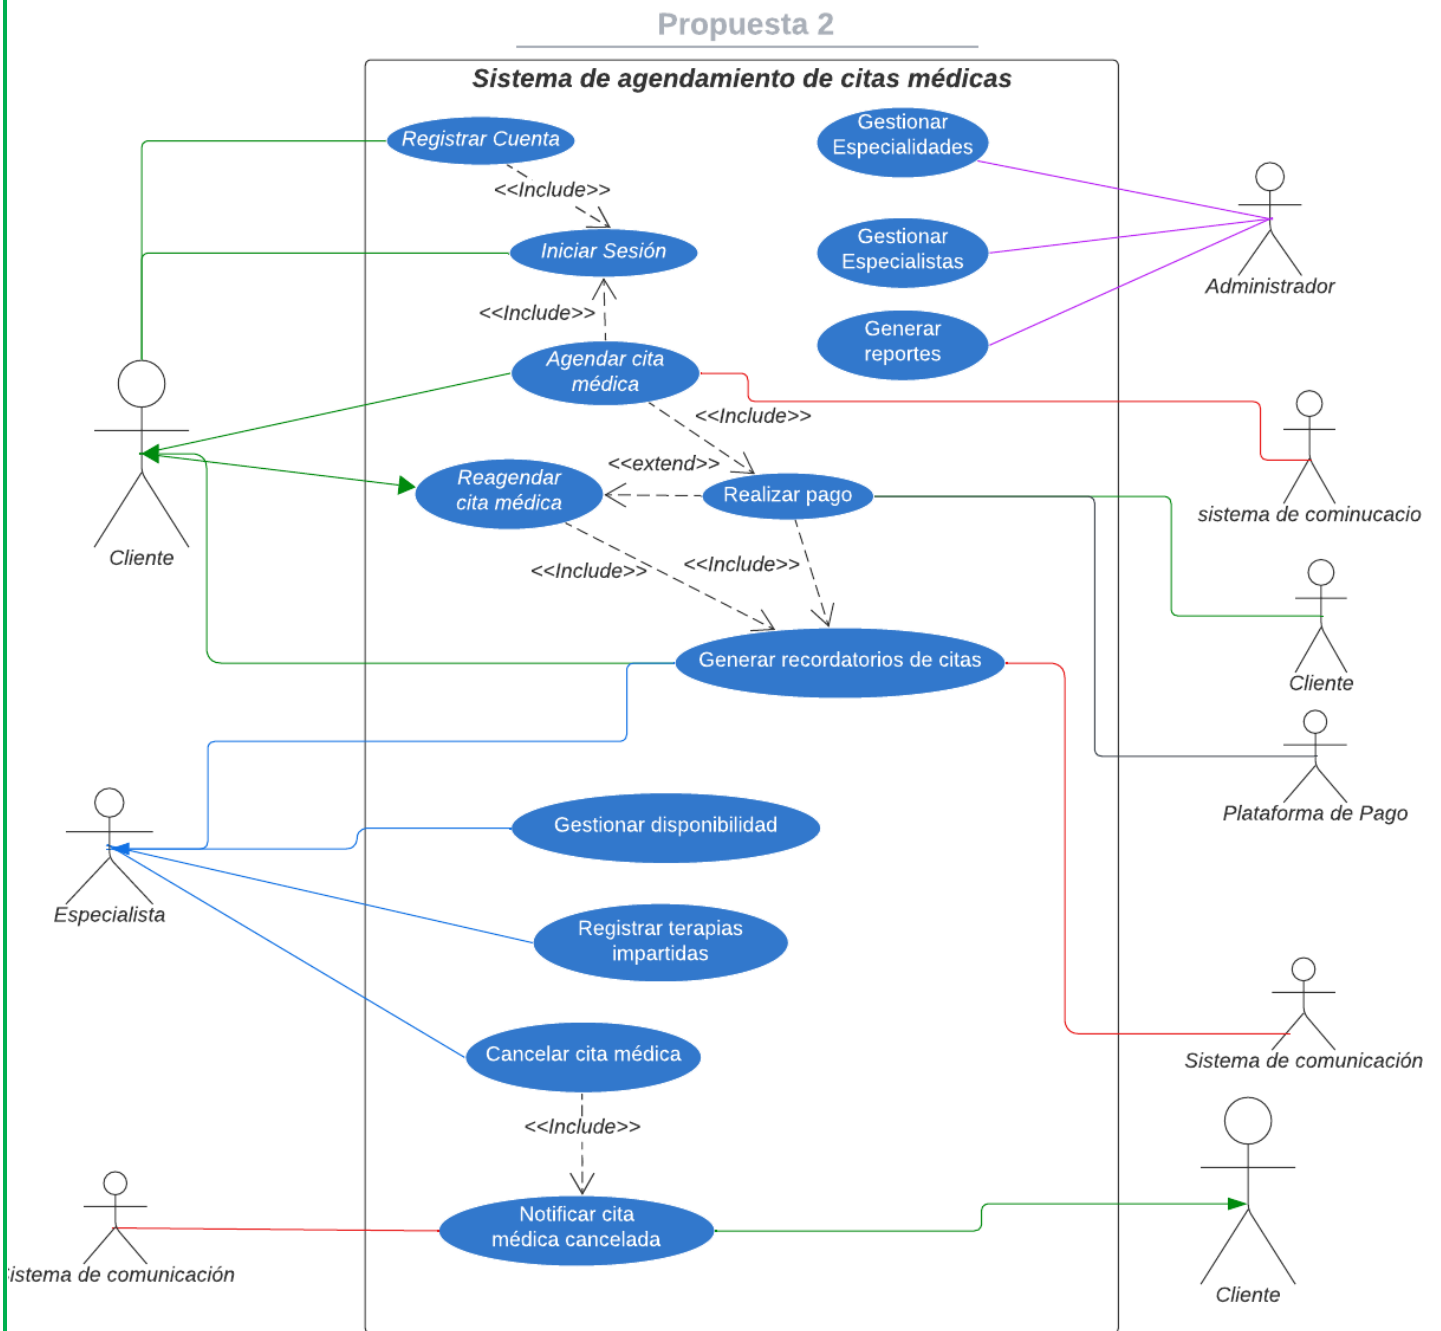 Propuesta 2
Sistema de agendamiento de citas médicas
Registrar Cuenta
<<Include>>
Iniciar Sesión
<<Include>>
Agendar cita
médica
<<Include>>
Reagendar
cita médica
<<extend>>
Realizar pago
<<Include>>
<<Include>>
Generar recordatorios de citas
Gestionar
Especialidades
Gestionar
Especialistas
Generar
reportes
Administrador
sistema de cominucacio
Cliente
Cliente
Plataforma de Pago
Gestionar disponibilidad
Especialista
Registrar terapias
impartidas
Cancelar cita médica
<<Include>>
Sistema de comunicación
Notificar cita
médica cancelada
istema de comunicación
Cliente